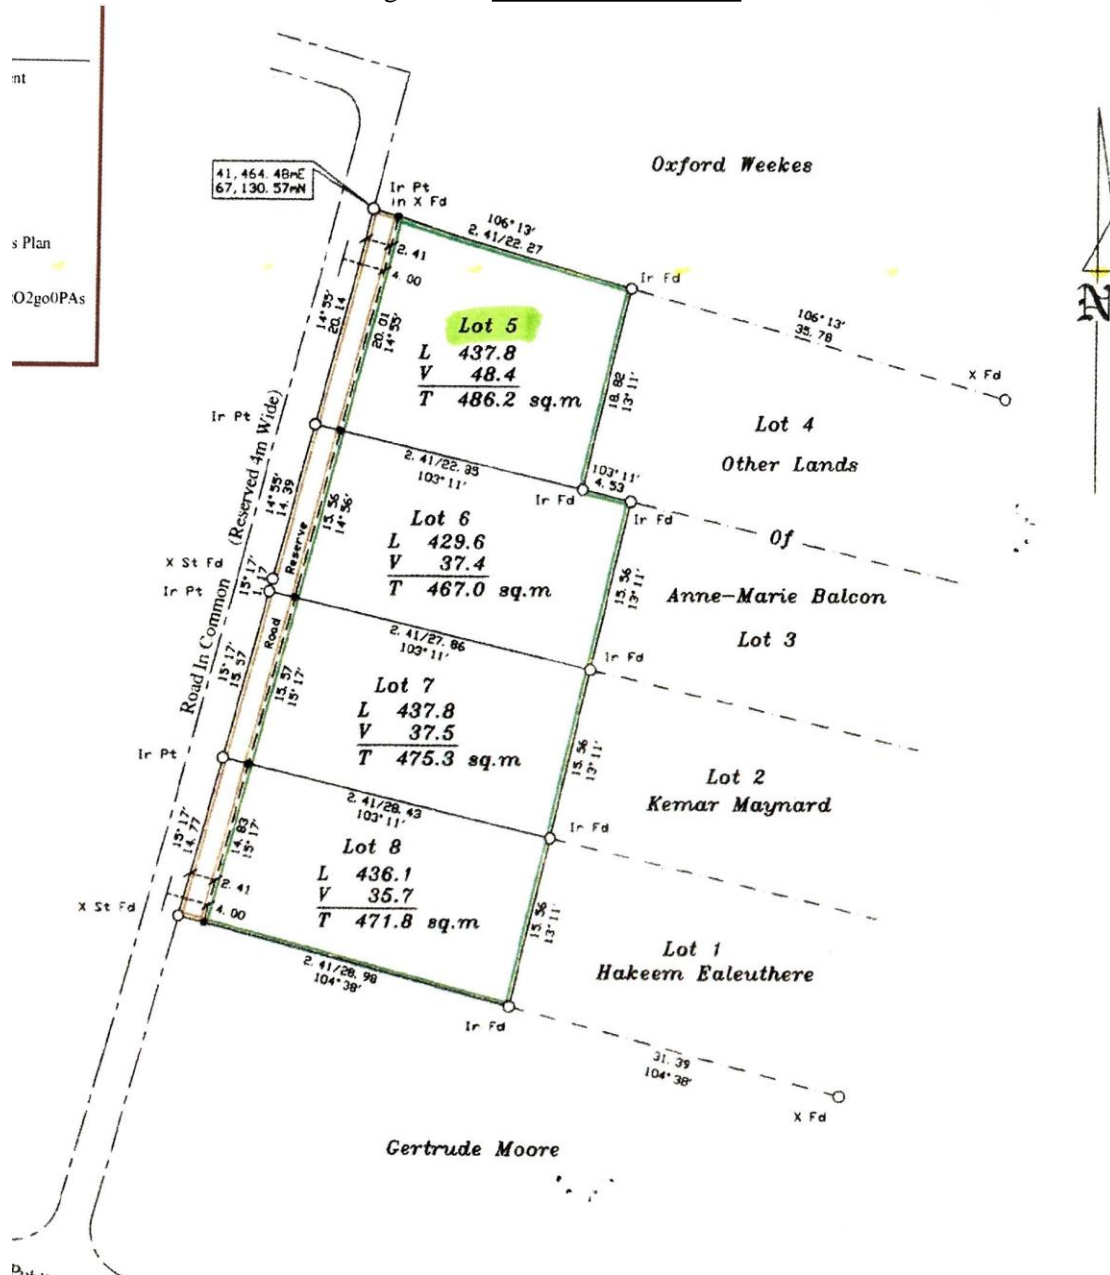 nt
s Plan
O2go0PAs
41,464.48mE
67,130.57mN
Ir Pt
in X Fd
Oxford Weekes
106°13'
2.41/22.27
Ir Fd
106°13'
35.78
X Fd
2.41
4.00
14°55'
20.14
20.01
14°55'
Lot 5
L 437.8
V 48.4
T 486.2 sq.m
18.82
13°11'
Lot 4
Other Lands
Ir Pt
2.41/22.85
103°11'
103°11'
4.53
Ir Fd
Ir Fd
Of
Road In Common (Reserved 4m Wide)
14°55'
14.39
15.56
14°56'
Road Reserve
Lot 6
L 429.6
V 37.4
T 467.0 sq.m
15.56
13°11'
Anne-Marie Balcon
Lot 3
X St Fd
Ir Pt
15°17'
1.17
2.41/27.86
103°11'
Ir Fd
15°17'
15.57
15.57
15°17'
Lot 7
L 437.8
V 37.5
T 475.3 sq.m
15.56
13°11'
Lot 2
Kemar Maynard
Ir Pt
2.41/28.43
103°11'
Ir Fd
15°17'
14.77
14.83
15°17'
Lot 8
L 436.1
V 35.7
T 471.8 sq.m
2.41
4.00
X St Fd
15.56
13°11'
Lot 1
Hakeem Ealeuthere
2.41/28.98
104°38'
Ir Fd
31.39
104°38'
X Fd
Gertrude Moore
N